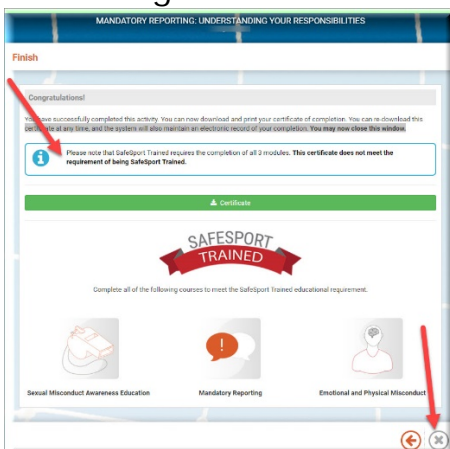 MANDATORY REPORTING: UNDERSTANDING YOUR RESPONSIBILITIES
Finish
Congratulations!
You have successfully completed this activity. You can now download and print your certificate of completion. You can re-download this
certificate at any time, and the system will also maintain an electronic record of your completion. You may now close this window.
Please note that SafeSport Trained requires the completion of all 3 modules. This certificate does not meet the
requirement of being SafeSport Trained.
Certificate
SAFESPORT
TRAINED
Complete all of the following courses to meet the SafeSport Trained educational requirement.
Sexual Misconduct Awareness Education
Mandatory Reporting
Emotional and Physical Misconduct